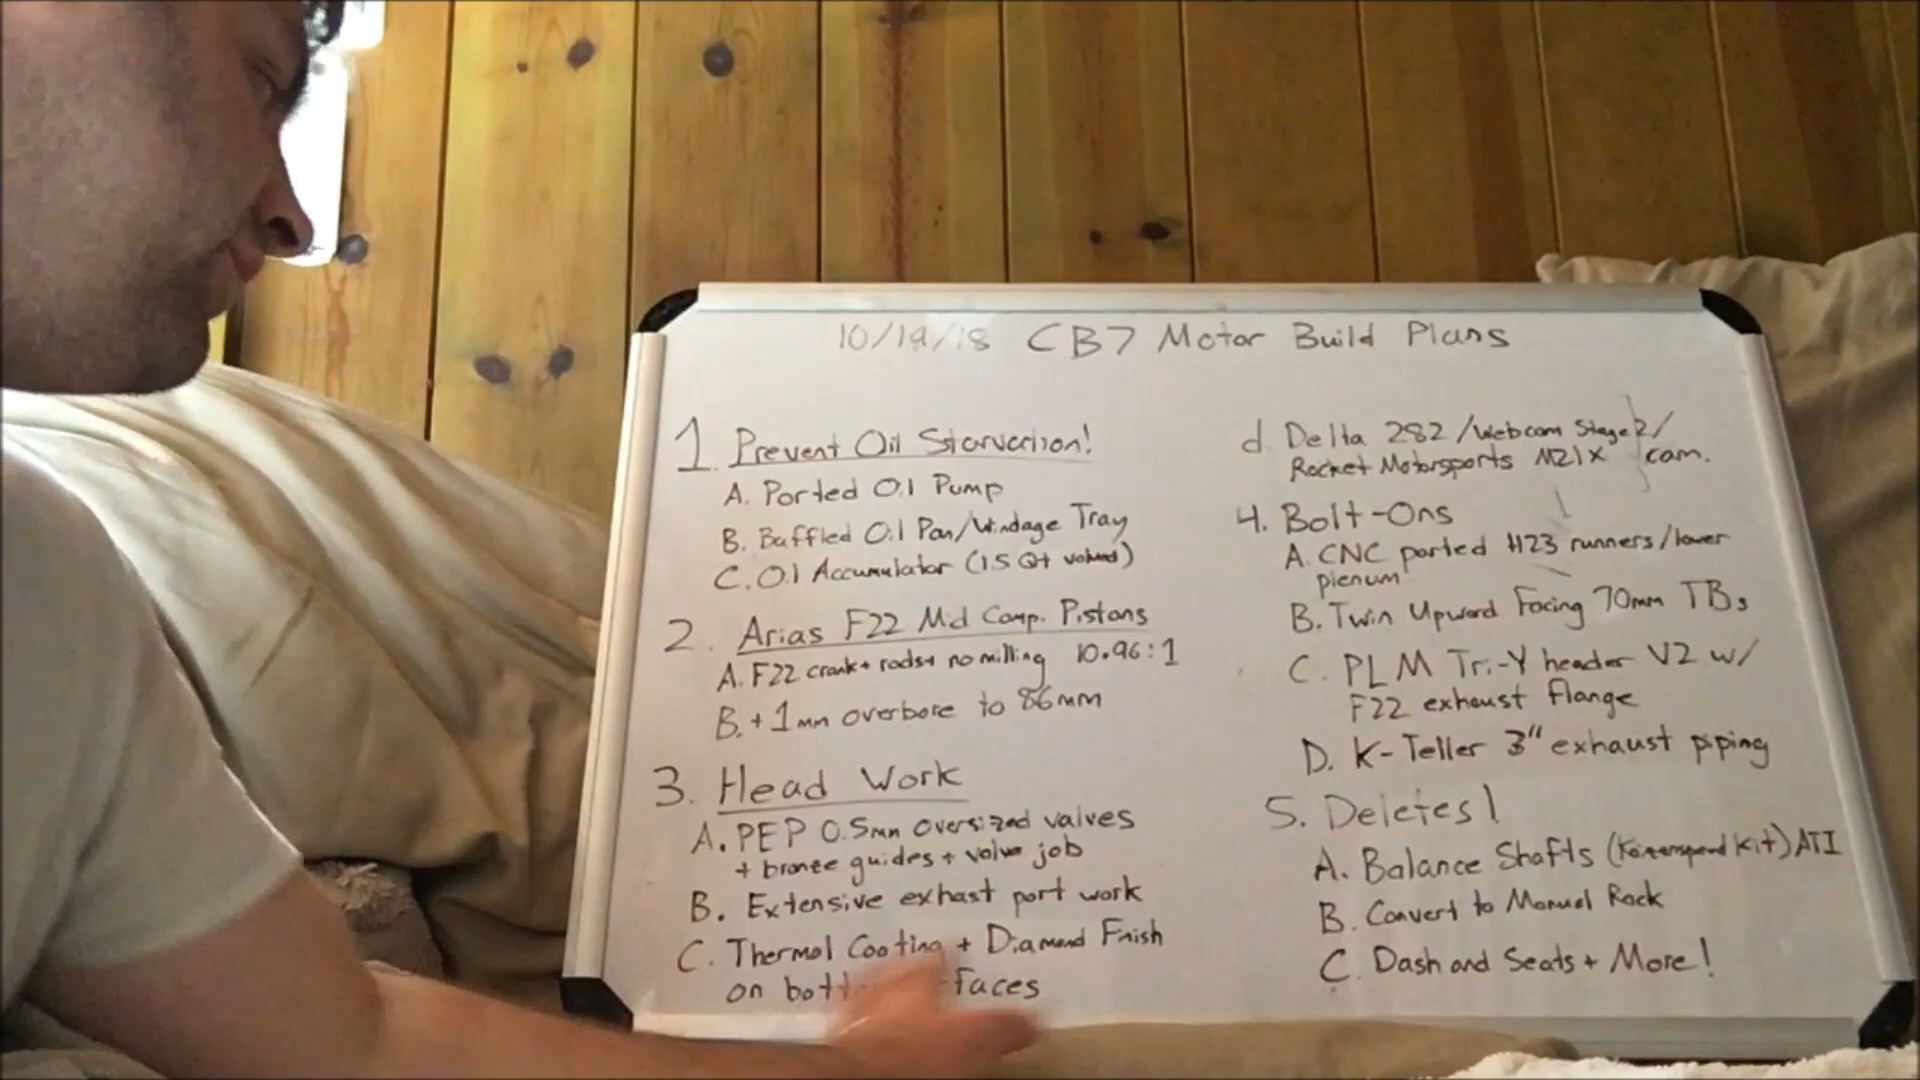 10/19/18 CB7 Motor Build Plans
1. Prevent Oil Starvation!
A. Ported Oil Pump
B. Baffled Oil Pan/Windage Tray
C. Oil Accumulator (1.5 Qt valved)
2. Arias F22 Mid Comp. Pistons
A. F22 crank + rods + no milling 10.96:1
B. +1mm overbore to 86mm
3. Head Work
A. PEP 0.5mm oversized valves
+ bronze guides + valve job
B. Extensive exhast port work
C. Thermal Coating + Diamond Finish
on faces
d Delta 282 /Webcam Stage 2/
Rocket Motorsports M21X cam.
4. Bolt-Ons
A. CNC ported H23 runners/lower
plenum
B. Twin Upward Facing 70mm TBs
C. PLM Tri-Y header V2 w/
F22 exhaust flange
D. K-Teller 3" exhaust piping
5. Deletes!
A. Balance Shafts ( Kit) ATI
B. Convert to Manual Rack
C. Dash and Seats + More!